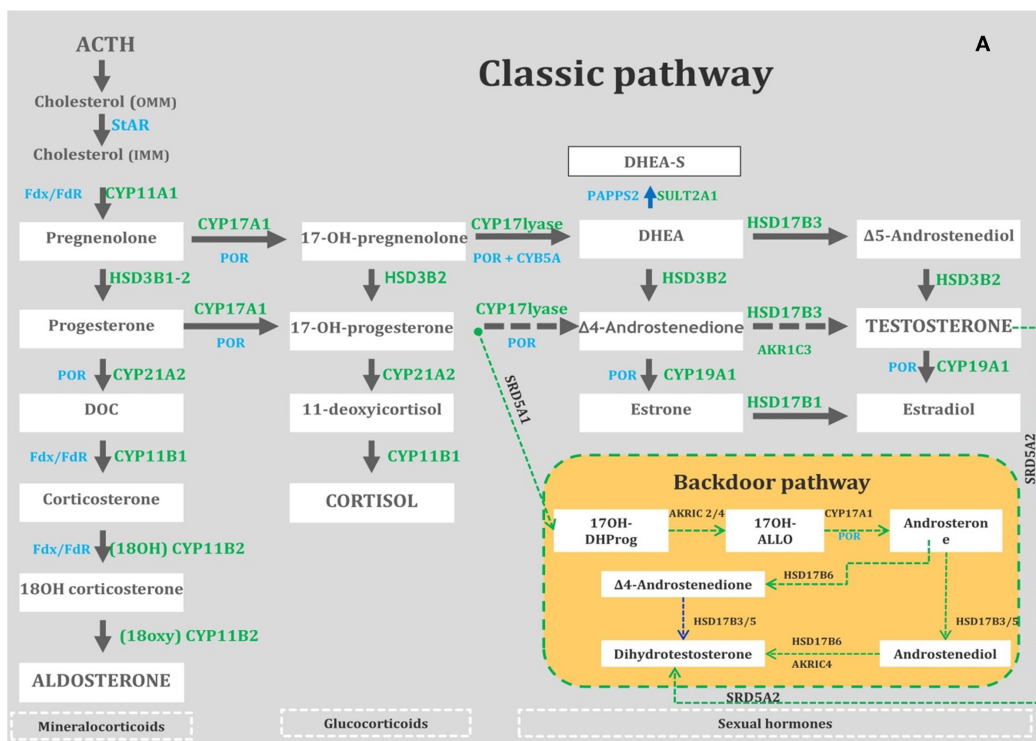 A
Classic pathway
ACTH
Cholesterol (OMM)
StAR
Cholesterol (IMM)
DHEA-S
Fdx/FdR CYP11A1
PAPPS2 SULT2A1
Pregnenolone
CYP17A1
POR
17-OH-pregnenolone
CYP17lyase
POR + CYB5A
DHEA
HSD17B3
Δ5-Androstenediol
HSD3B1-2
HSD3B2
HSD3B2
HSD3B2
Progesterone
CYP17A1
POR
17-OH-progesterone
CYP17lyase
POR
Δ4-Androstenedione
HSD17B3
AKR1C3
TESTOSTERONE
POR CYP21A2
CYP21A2
SRD5A1
POR CYP19A1
POR CYP19A1
DOC
11-deoxyicortisol
Estrone
HSD17B1
Estradiol
SRD5A2
Fdx/FdR CYP11B1
CYP11B1
Corticosterone
CORTISOL
Fdx/FdR (18OH) CYP11B2
18OH corticosterone
(18oxy) CYP11B2
ALDOSTERONE
Backdoor pathway
17OH-
DHProg
AKRIC 2/4
17OH-
ALLO
CYP17A1
POR
Androsteron
e
Δ4-Androstenedione
HSD17B6
HSD17B3/5
HSD17B3/5
Dihydrotestosterone
HSD17B6
AKRIC4
Androstenediol
SRD5A2
Mineralocorticoids
Glucocorticoids
Sexual hormones